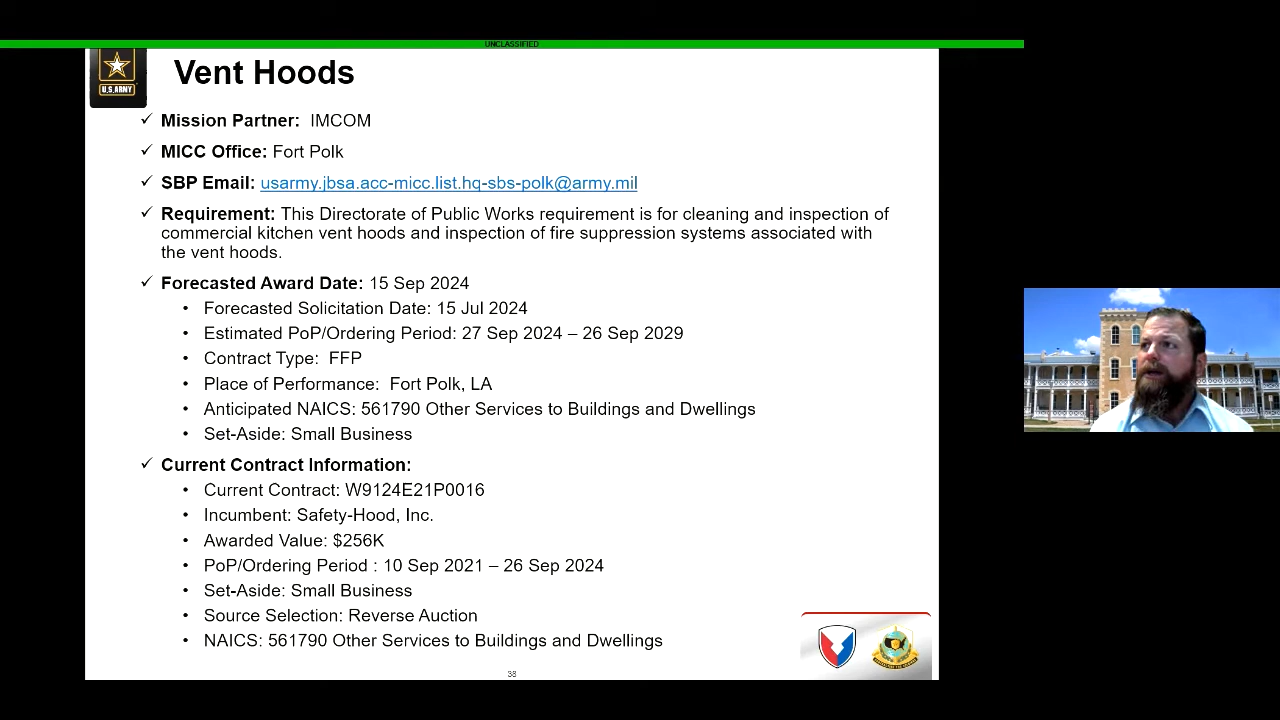 UNCLASSIFIED
U.S. ARMY
Vent Hoods
✓ Mission Partner: IMCOM
✓ MICC Office: Fort Polk
✓ SBP Email: usarmy.jbsa.acc-micc.list.hq-sbs-polk@army.mil
✓ Requirement: This Directorate of Public Works requirement is for cleaning and inspection of
commercial kitchen vent hoods and inspection of fire suppression systems associated with
the vent hoods.
✓ Forecasted Award Date: 15 Sep 2024
• Forecasted Solicitation Date: 15 Jul 2024
• Estimated PoP/Ordering Period: 27 Sep 2024 – 26 Sep 2029
• Contract Type: FFP
• Place of Performance: Fort Polk, LA
• Anticipated NAICS: 561790 Other Services to Buildings and Dwellings
• Set-Aside: Small Business
✓ Current Contract Information:
• Current Contract: W9124E21P0016
• Incumbent: Safety-Hood, Inc.
• Awarded Value: $256K
• PoP/Ordering Period : 10 Sep 2021 – 26 Sep 2024
• Set-Aside: Small Business
• Source Selection: Reverse Auction
• NAICS: 561790 Other Services to Buildings and Dwellings
38